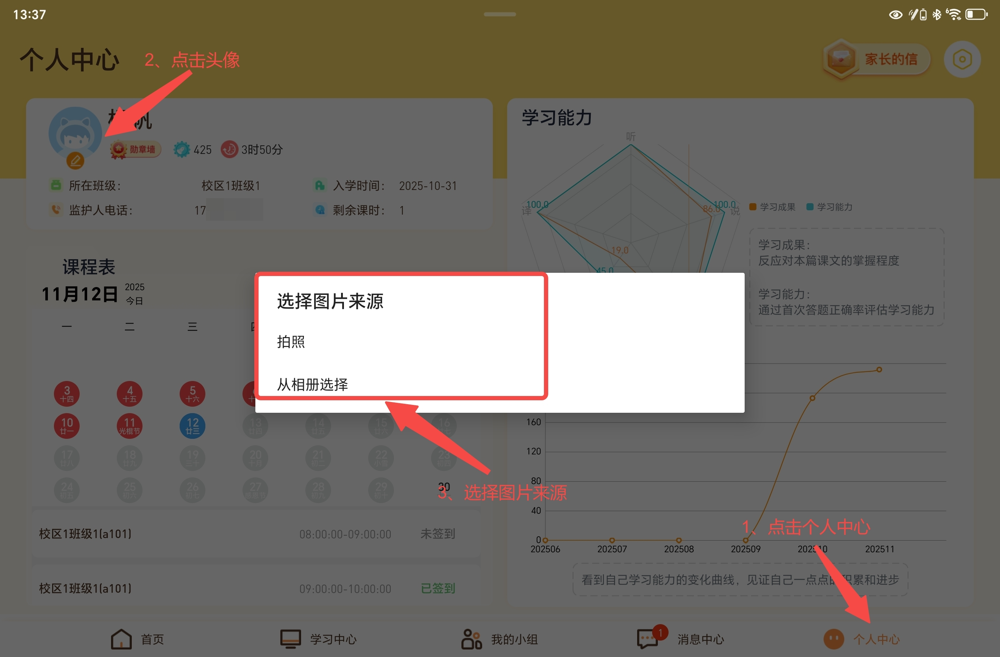 13:37
个人中心
2、点击头像
家长的信
勋章墙
425
3时50分
所在班级：
校区1班级1
入学时间：
2025-10-31
监护人电话：
17
剩余课时：
1
学习能力
听
100.0
译
86.0
100.0
说
19.0
45.0
学习成果
学习能力
学习成果：
反应对本篇课文的掌握程度
学习能力：
通过首次答题正确率评估学习能力
课程表
11月12日
2025
今日
一 二 三
选择图片来源
拍照
从相册选择
3 4 5
十四 十五 十六
10 11 12 13 14 15 16
廿一 光棍节 廿三 廿四 廿五 廿六
17 18 19 20 21 22 23
廿八 廿九 三十 十月 初二 小雪 初四
24 25 26 27 28 29 30
初五 初六 初七 感恩节 初九 初十
3、选择图片来源
校区1班级1(a101)
08:00:00-09:00:00
未签到
校区1班级1(a101)
09:00:00-10:00:00
已签到
160
120
80
40
0
202506 202507 202508 202509 202510 202511
1、点击个人中心
看到自己学习能力的变化曲线，见证自己一点点的积累和进步
首页
学习中心
我的小组
1
消息中心
个人中心